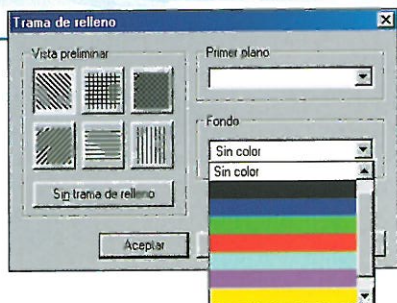 Trama de relleno
Vista preliminar
Primer plano
Fondo
Sin color
Sin color
Sin trama de relleno
Aceptar